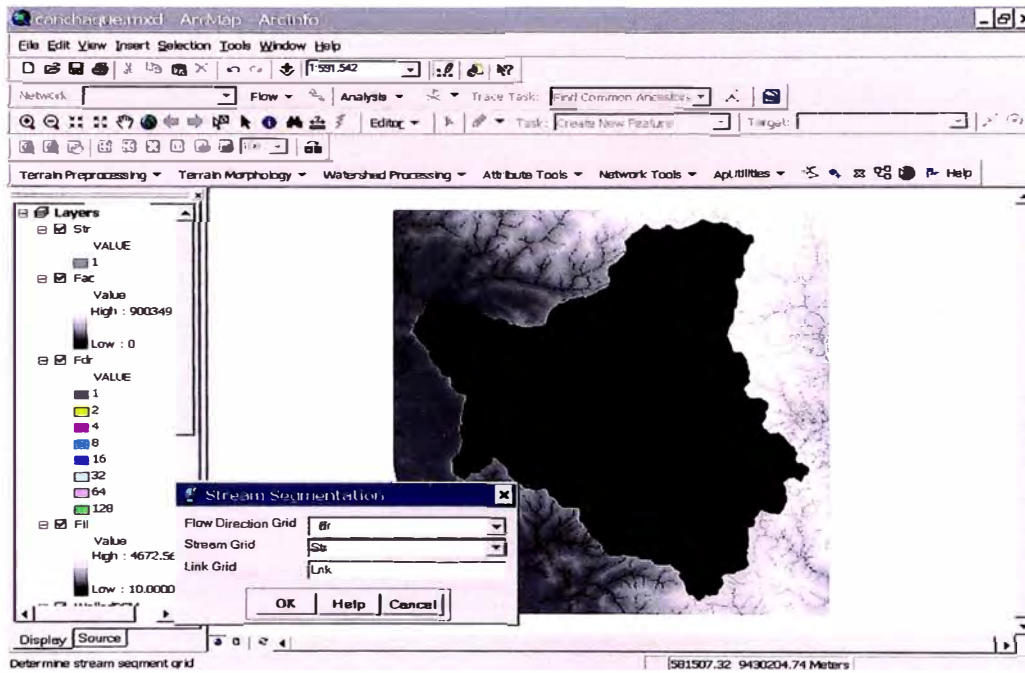 canchaque.mxd - ArcMap - ArcInfo
File Edit View Insert Selection Tools Window Help
1:591,542
Network: Flow Analysis Trace Task: Find Common Ancestors
Editor Task: Create New Feature Target:
Terrain Preprocessing Terrain Morphology Watershed Processing Attribute Tools Network Tools ApUtilities Help
Layers
Str
VALUE
1
Fac
Value
High : 900349
Low : 0
Fdr
VALUE
1
2
4
8
16
32
64
128
Fil
Value
High : 4672.56
Low : 10.0000
Stream Segmentation
Flow Direction Grid
Stream Grid Str
Link Grid Lnk
OK Help Cancel
Display Source
Determine stream segment grid
581507.32 9430204.74 Meters